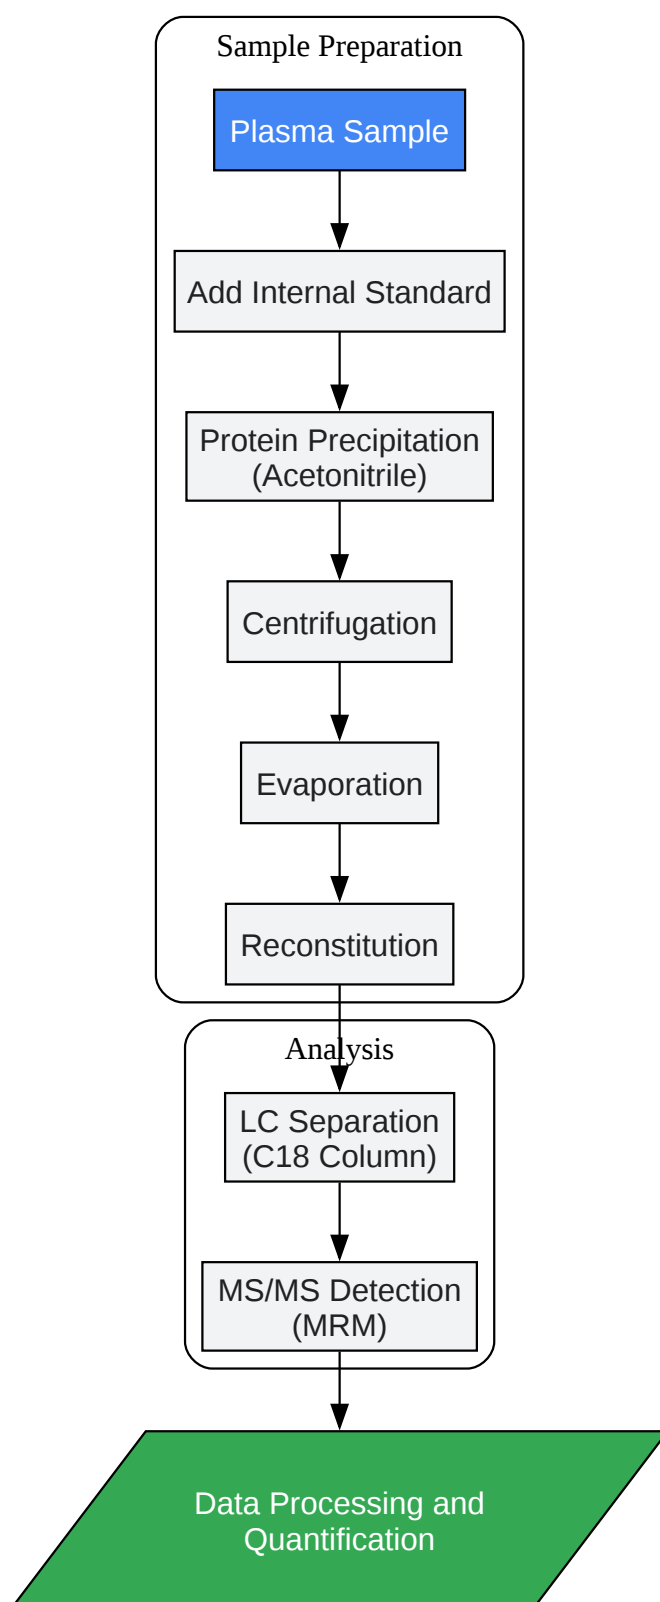 Sample Preparation
Plasma Sample
Add Internal Standard
Protein Precipitation
(Acetonitrile)
Centrifugation
Evaporation
Reconstitution
Analysis
LC Separation
(C18 Column)
MS/MS Detection
(MRM)
Data Processing and
Quantification